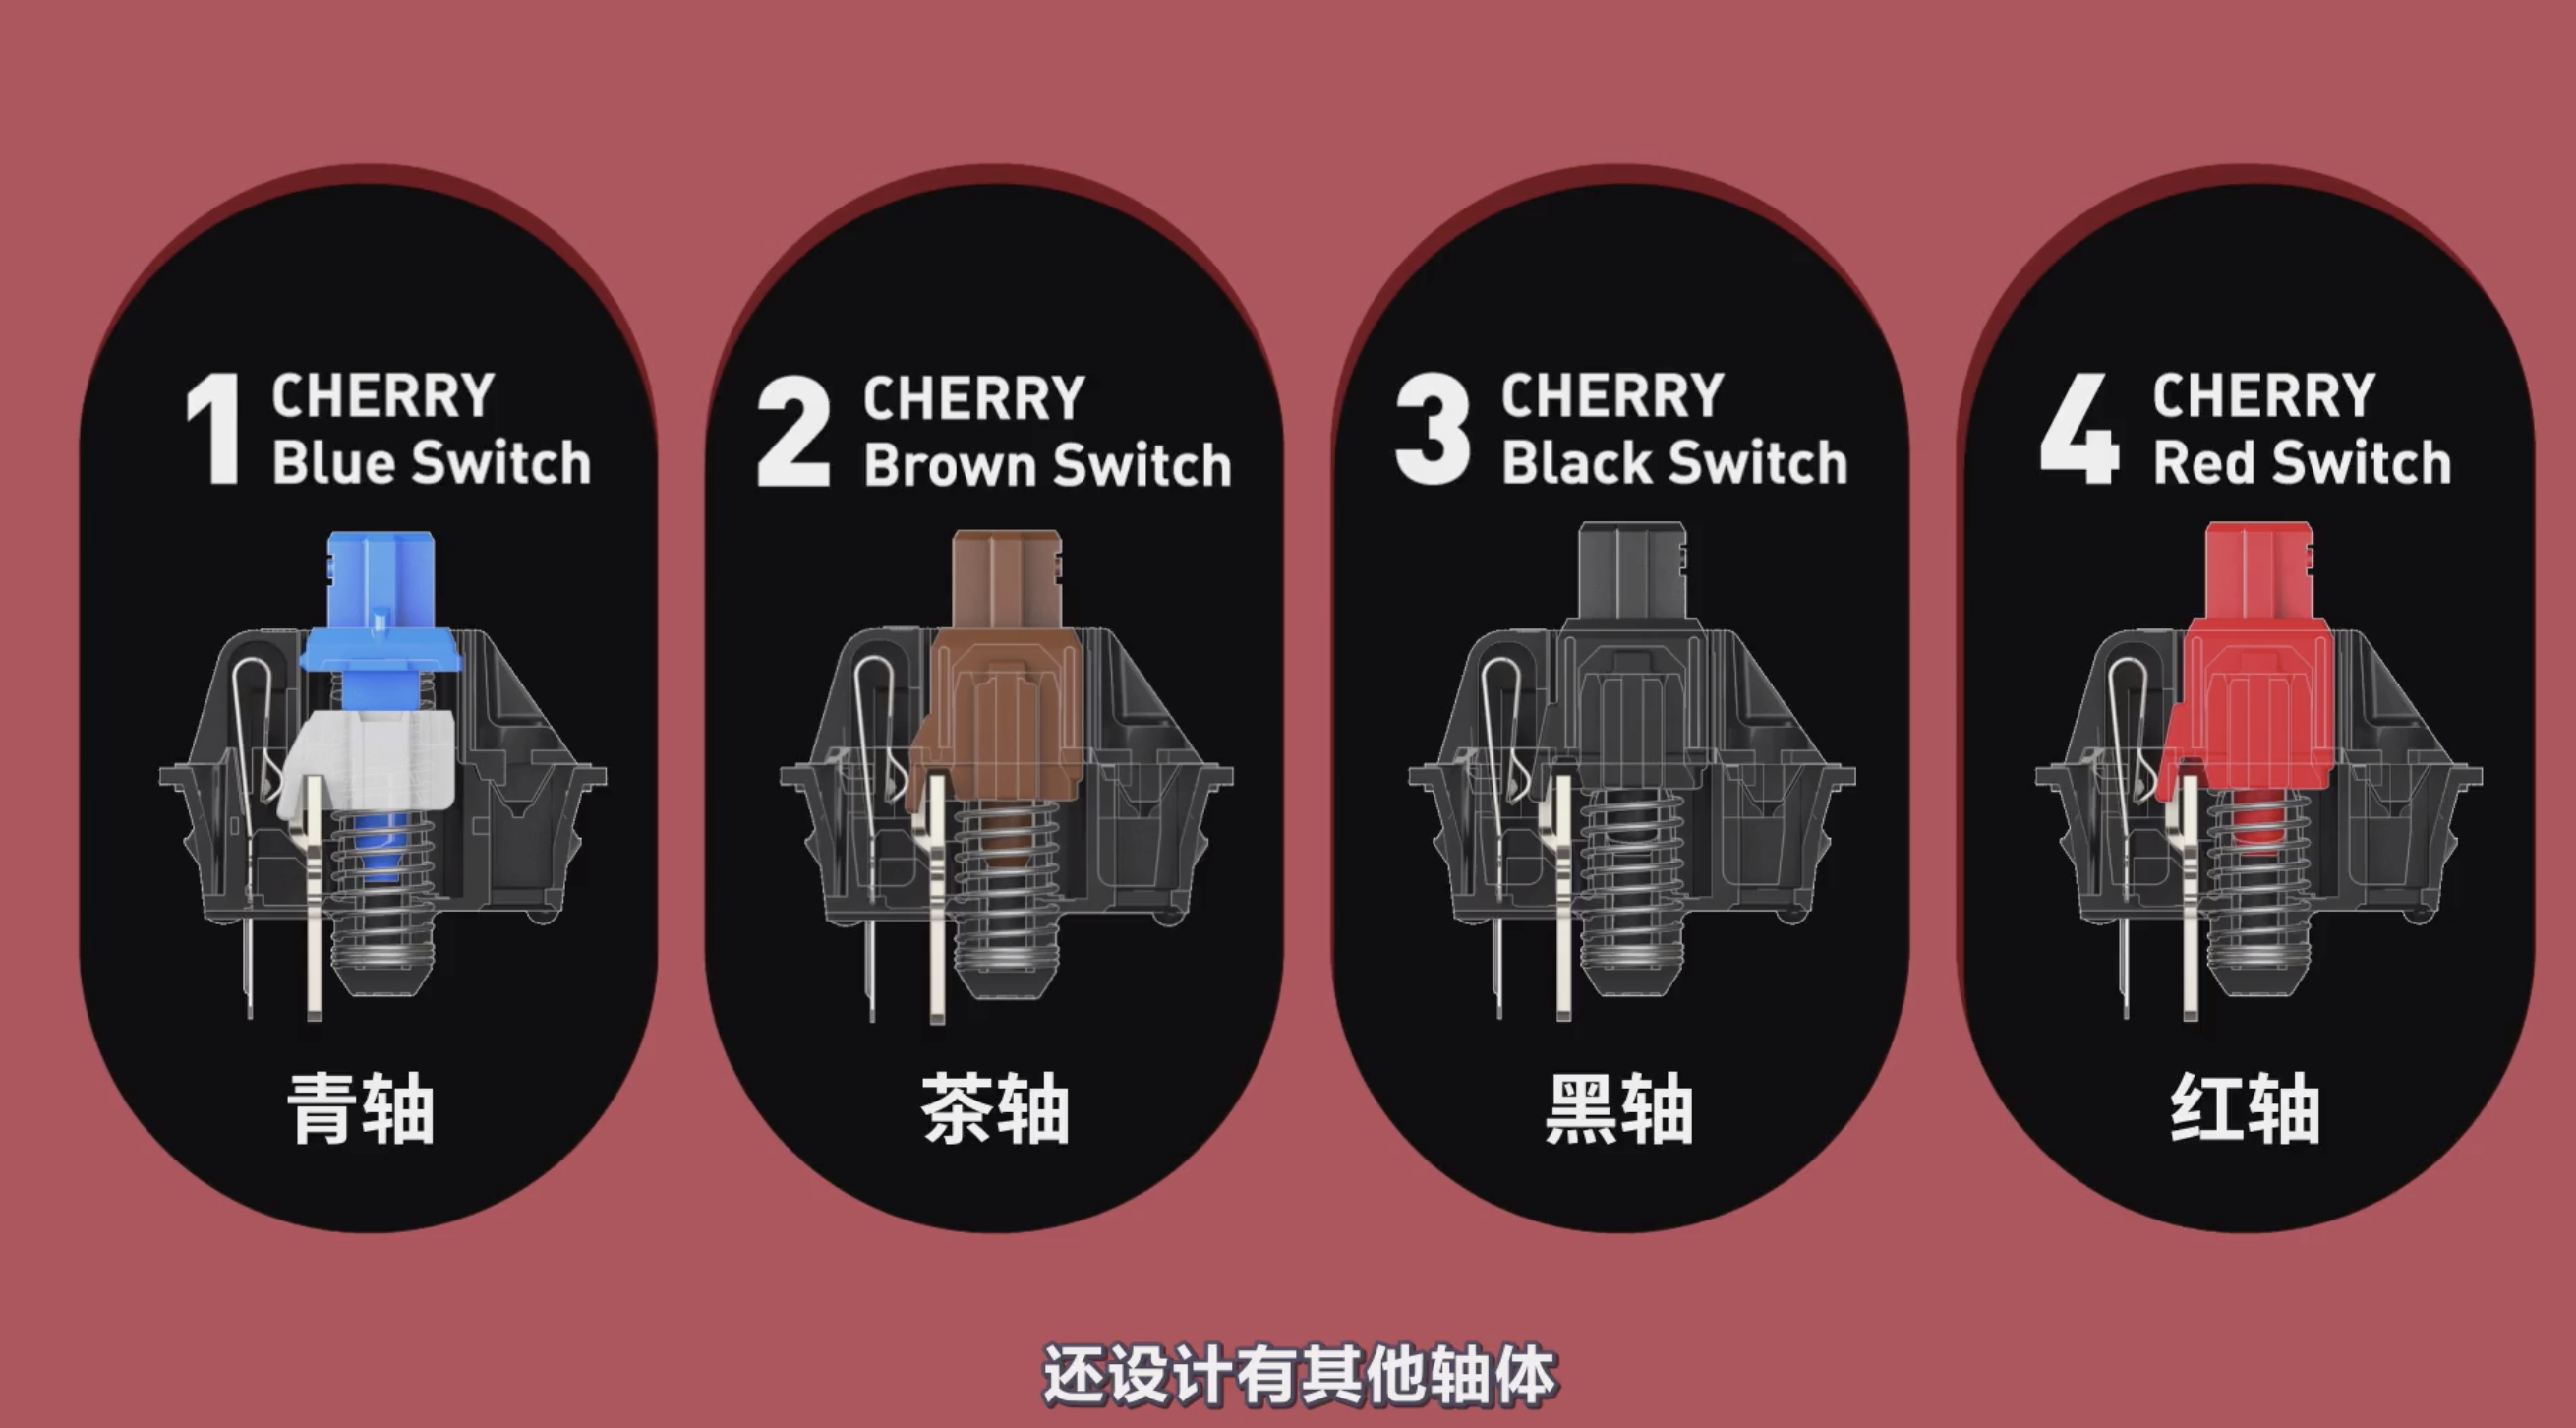 1 CHERRY
Blue Switch
青轴
2 CHERRY
Brown Switch
茶轴
3 CHERRY
Black Switch
黑轴
4 CHERRY
Red Switch
红轴
还设计有其他轴体